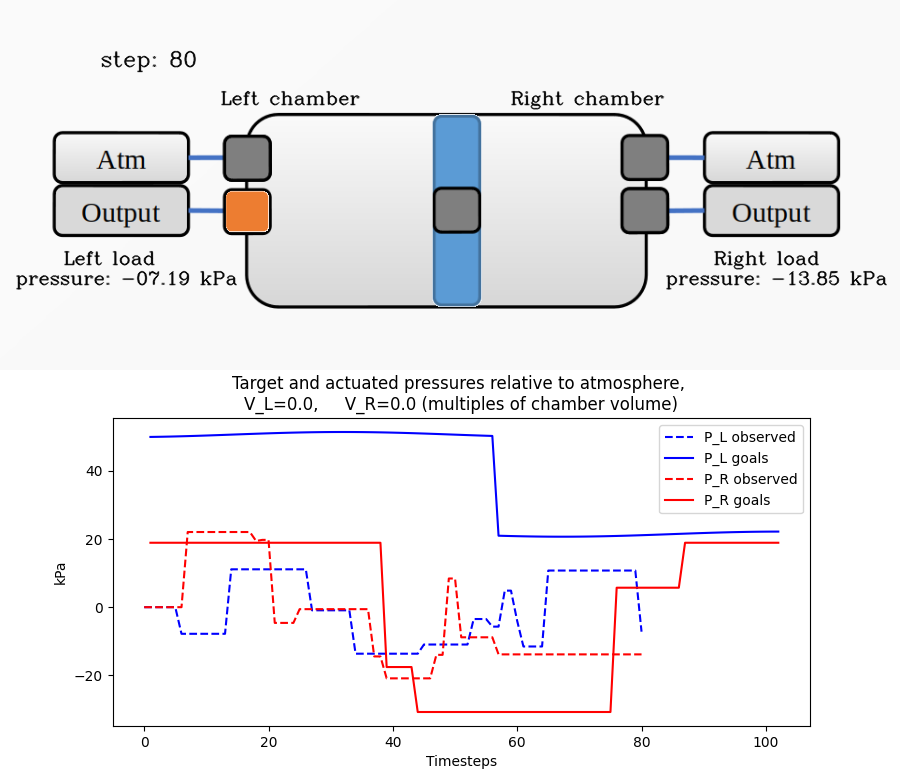 step: 80
Left chamber
Right chamber
Atm
Atm
Output
Output
Left load
pressure: -07.19 kPa
Right load
pressure: -13.85 kPa
Target and actuated pressures relative to atmosphere,
V_L=0.0, V_R=0.0 (multiples of chamber volume)
P_L observed
P_L goals
P_R observed
P_R goals
kPa
40
20
0
−20
0 20 40 60 80 100
Timesteps